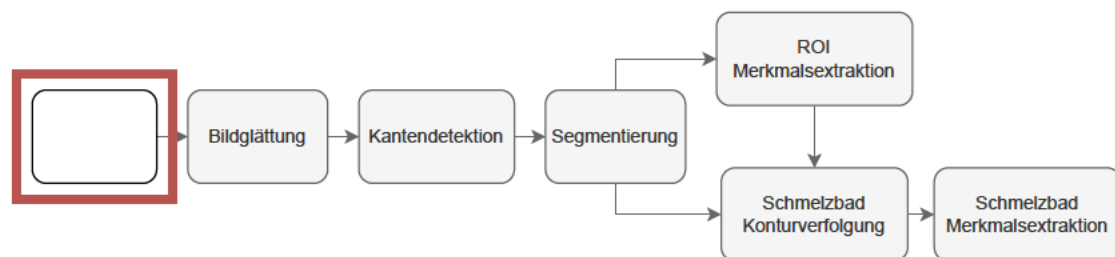 Bildglättung
Kantendetektion
Segmentierung
ROI
Merkmalsextraktion
Schmelzbad
Konturverfolgung
Schmelzbad
Merkmalsextraktion